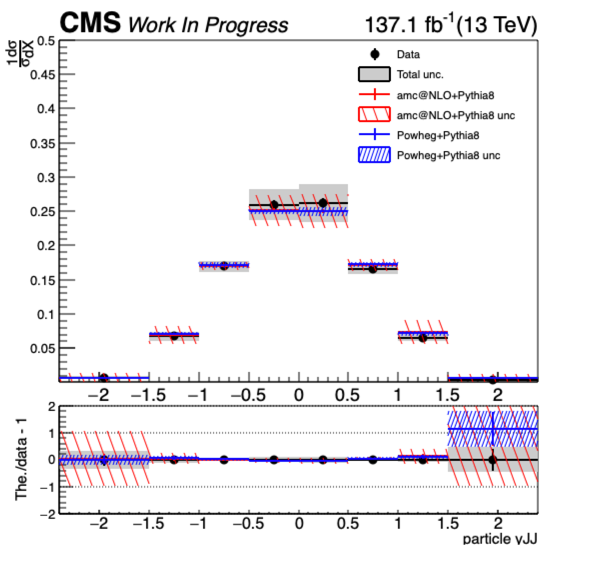 CMS Work In Progress 137.1 fb-1(13 TeV)
1 dσ
σ dX
0.5
0.45
0.4
0.35
0.3
0.25
0.2
0.15
0.1
0.05
Data
Total unc.
amc@NLO+Pythia8
amc@NLO+Pythia8 unc
Powheg+Pythia8
Powheg+Pythia8 unc
−2 −1.5 −1 −0.5 0 0.5 1 1.5 2
The./data - 1
2
1
0
−1
−2
−2 −1.5 −1 −0.5 0 0.5 1 1.5 2
particle yJJ